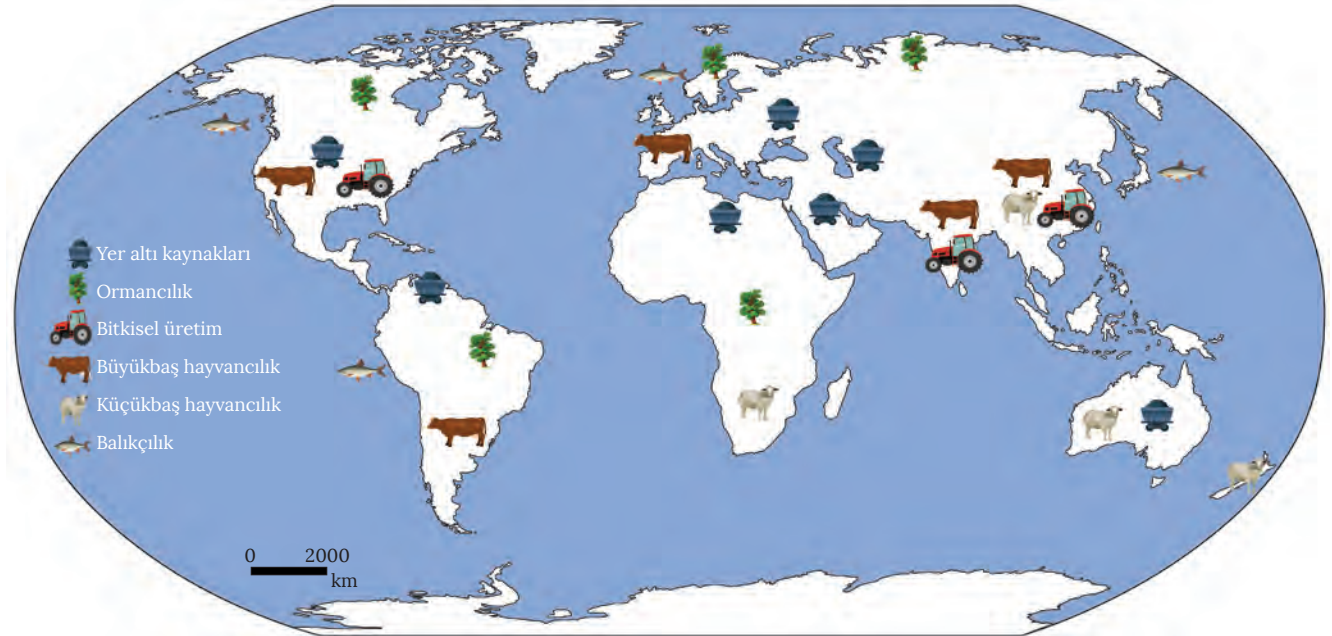 Yer altı kaynakları
Ormancılık
Bitkisel üretim
Büyükbaş hayvancılık
Küçükbaş hayvancılık
Balıkçılık
0 2000
km